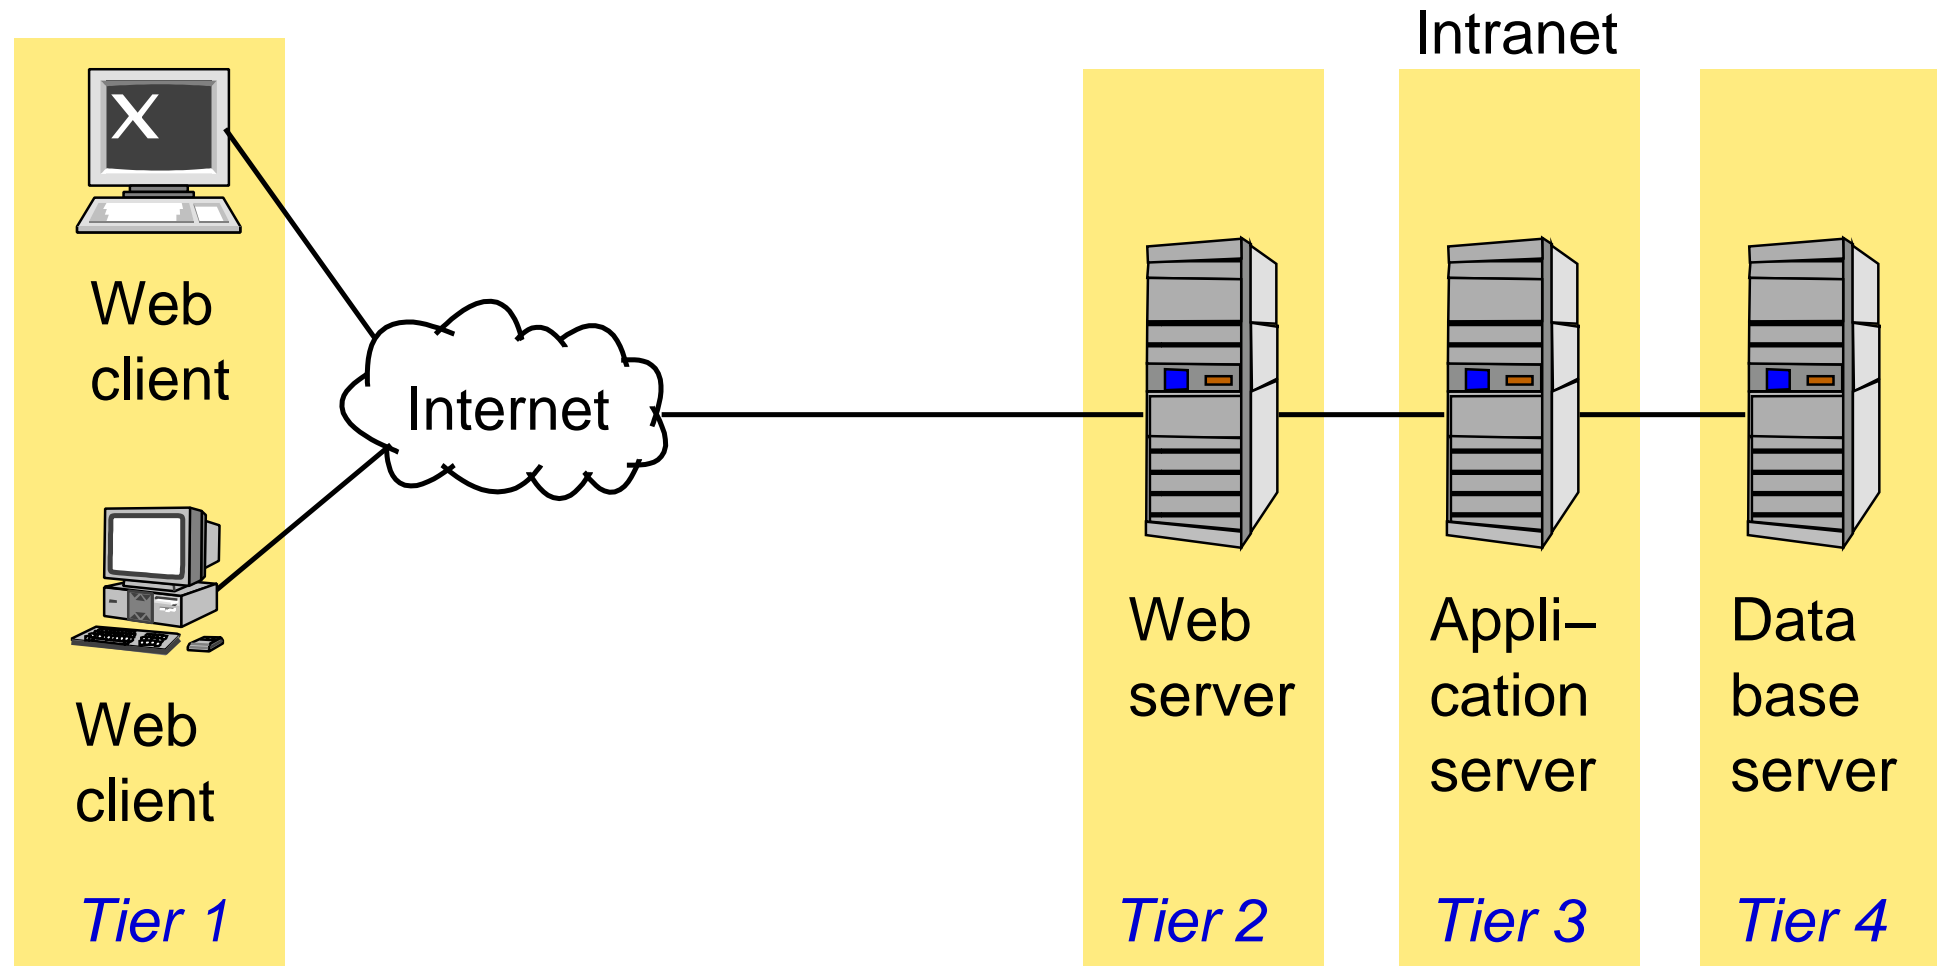 Intranet
X
Web
client
Internet
Web
client
Web
server
Appli–
cation
server
Data
base
server
Tier 1
Tier 2
Tier 3
Tier 4